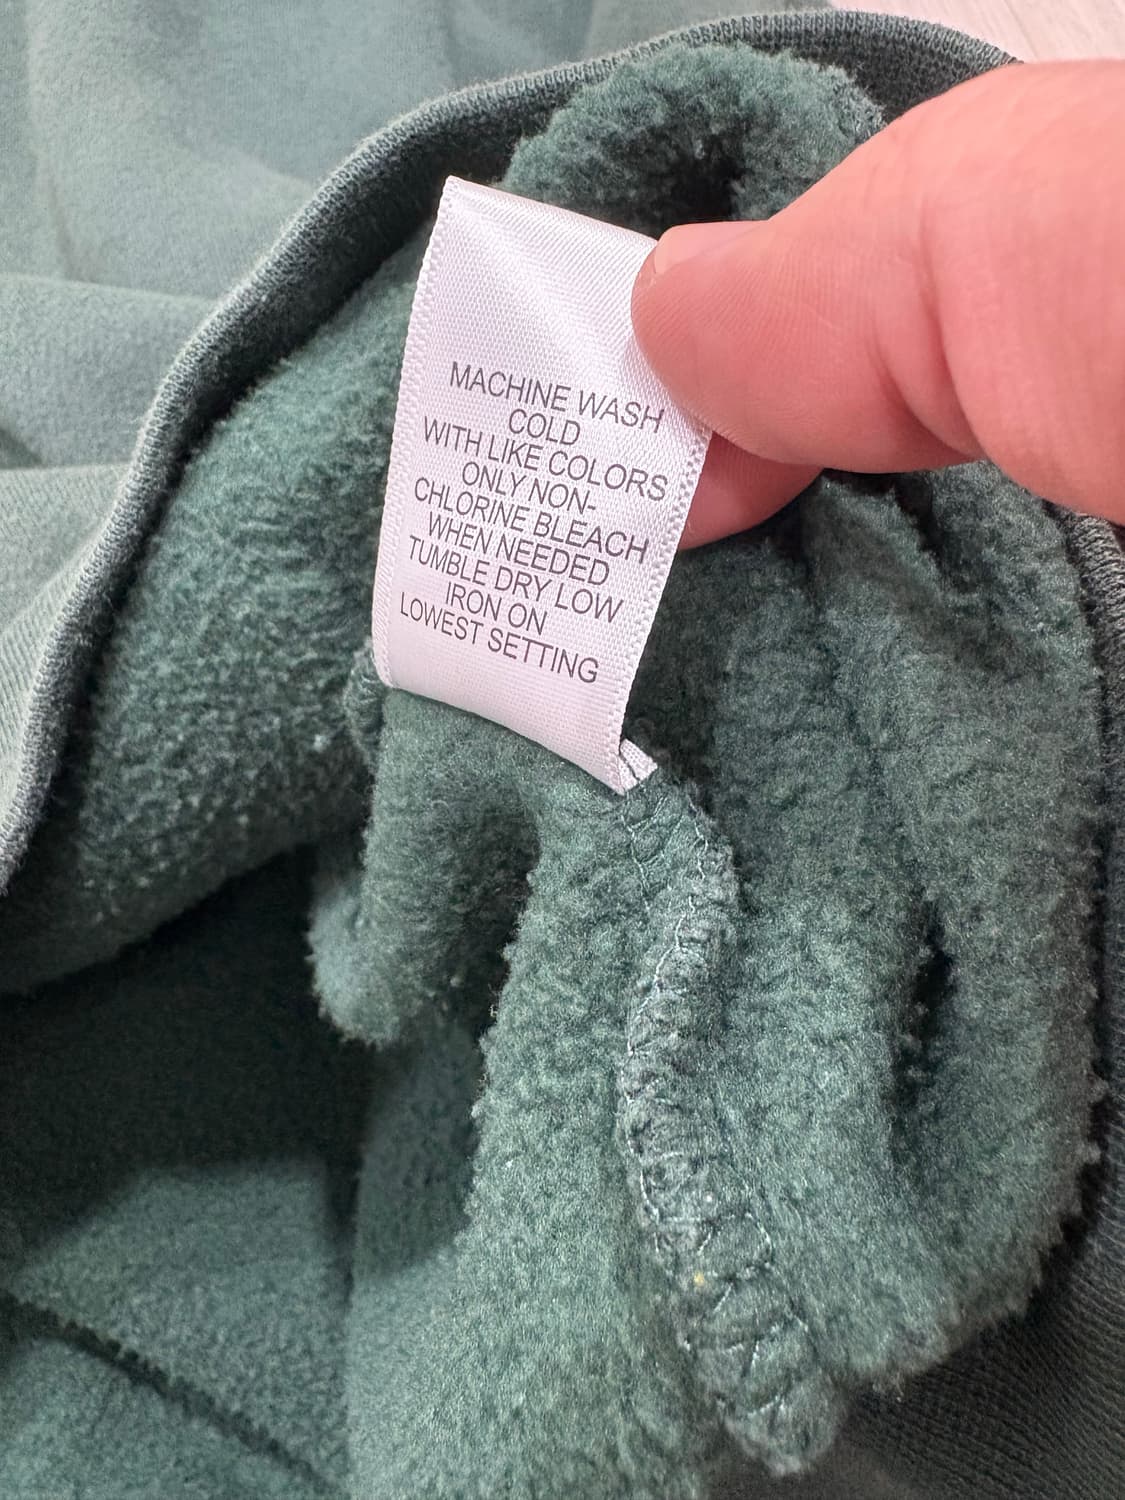 MACHINE WASH
COLD
WITH LIKE COLORS
ONLY NON-
CHLORINE BLEACH
WHEN NEEDED
TUMBLE DRY LOW
IRON ON
LOWEST SETTING